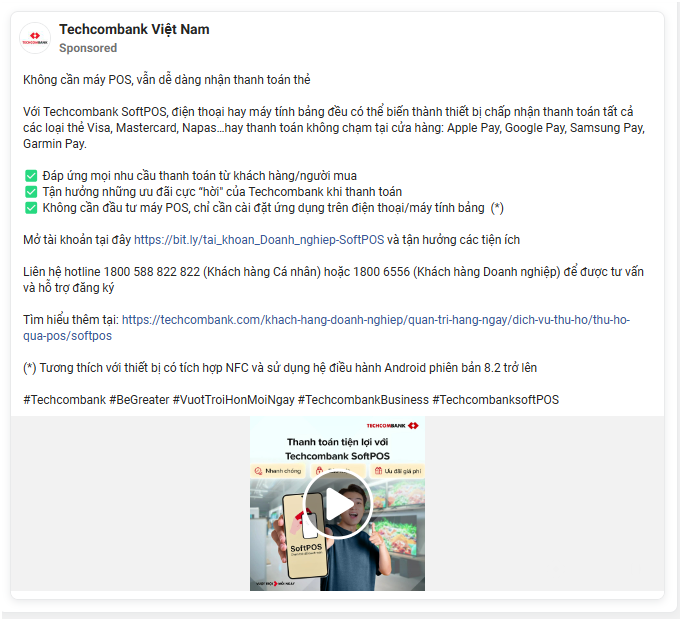 TECHCOMBANK
Techcombank Việt Nam
Sponsored
Không cần máy POS, vẫn dễ dàng nhận thanh toán thẻ
Với Techcombank SoftPOS, điện thoại hay máy tính bảng đều có thể biến thành thiết bị chấp nhận thanh toán tất cả
các loại thẻ Visa, Mastercard, Napas...hay thanh toán không chạm tại cửa hàng: Apple Pay, Google Pay, Samsung Pay,
Garmin Pay.
✅ Đáp ứng mọi nhu cầu thanh toán từ khách hàng/người mua
✅ Tận hưởng những ưu đãi cực “hời" của Techcombank khi thanh toán
✅ Không cần đầu tư máy POS, chỉ cần cài đặt ứng dụng trên điện thoại/máy tính bảng (*)
Mở tài khoản tại đây https://bit.ly/tai_khoan_Doanh_nghiep-SoftPOS và tận hưởng các tiện ích
Liên hệ hotline 1800 588 822 822 (Khách hàng Cá nhân) hoặc 1800 6556 (Khách hàng Doanh nghiệp) để được tư vấn
và hỗ trợ đăng ký
Tìm hiểu thêm tại: https://techcombank.com/khach-hang-doanh-nghiep/quan-tri-hang-ngay/dich-vu-thu-ho/thu-ho-
qua-pos/softpos
(*) Tương thích với thiết bị có tích hợp NFC và sử dụng hệ điều hành Android phiên bản 8.2 trở lên
#Techcombank #BeGreater #VuotTroiHonMoiNgay #TechcombankBusiness #TechcombanksoftPOS
TECHCOMBANK
Thanh toán tiện lợi với
Techcombank SoftPOS
Nhanh chóng
Ưu đãi giá phí
SoftPOS
VƯỢT TRỘI HƠN MỖI NGÀY